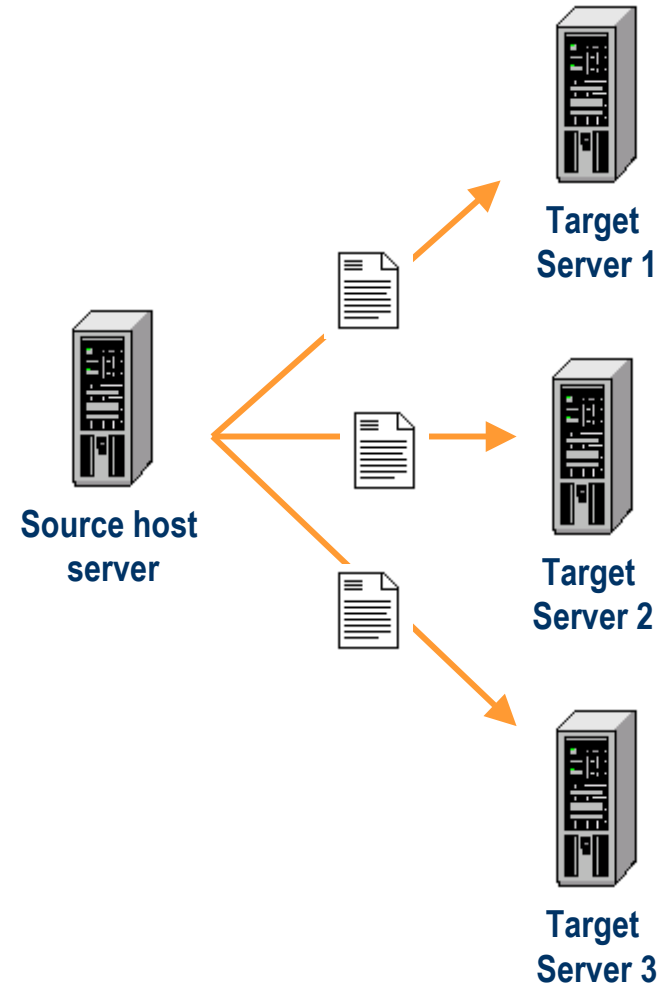 Target
Server 1
Source host
server
Target
Server 2
Target
Server 3